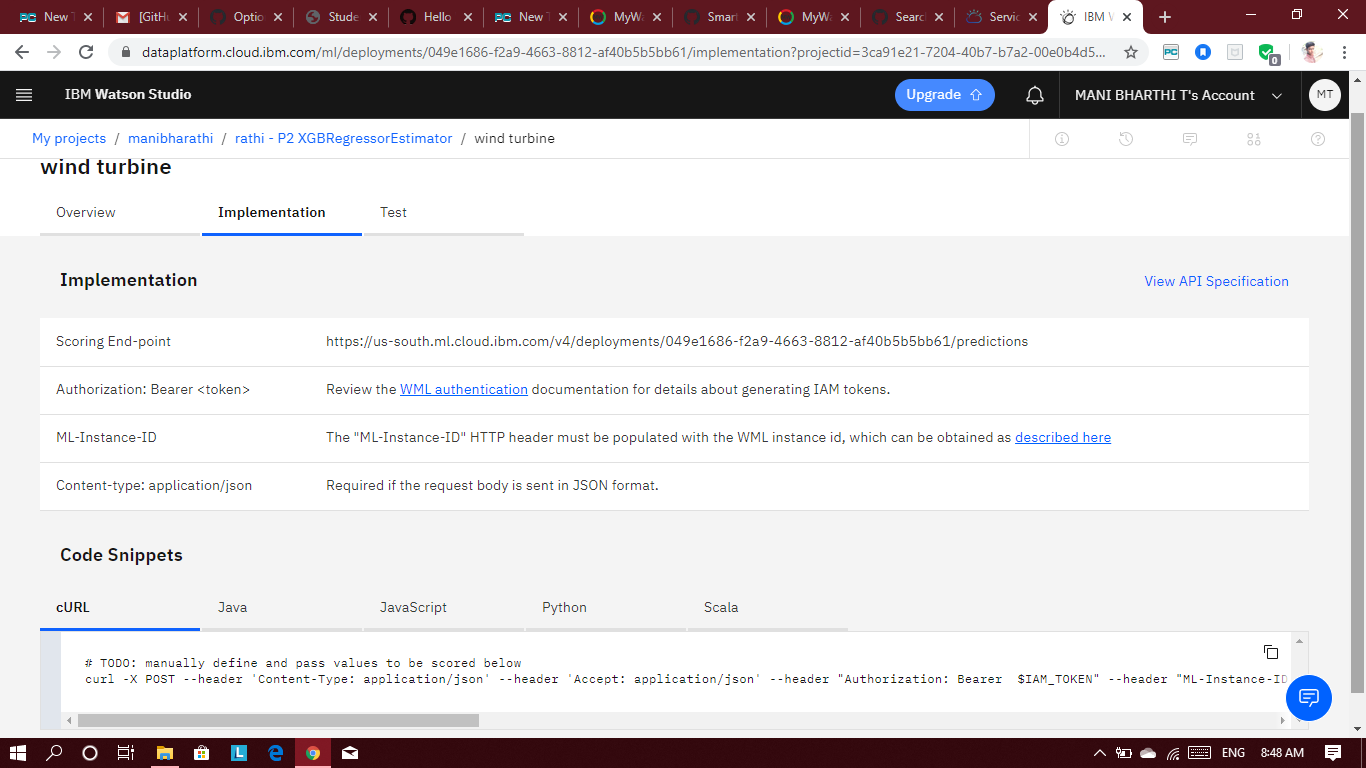 New T
[GitHu
Optio
Stude
Hello
New T
MyWa
Smart
MyWa
Searc
Servic
IBM W
dataplatform.cloud.ibm.com/ml/deployments/049e1686-f2a9-4663-8812-af40b5b5bb61/implementation?projectid=3ca91e21-7204-40b7-b7a2-00e0b4d5...
IBM Watson Studio
Upgrade
MANI BHARTHI T's Account
MT
My projects / manibharathi / rathi - P2 XGBRegressorEstimator / wind turbine
wind turbine
Overview
Implementation
Test
Implementation
View API Specification
Scoring End-point
https://us-south.ml.cloud.ibm.com/v4/deployments/049e1686-f2a9-4663-8812-af40b5b5bb61/predictions
Authorization: Bearer <token>
Review the WML authentication documentation for details about generating IAM tokens.
ML-Instance-ID
The "ML-Instance-ID" HTTP header must be populated with the WML instance id, which can be obtained as described here
Content-type: application/json
Required if the request body is sent in JSON format.
Code Snippets
cURL
Java
JavaScript
Python
Scala
# TODO: manually define and pass values to be scored below
curl -X POST --header 'Content-Type: application/json' --header 'Accept: application/json' --header "Authorization: Bearer  $IAM_TOKEN" --header "ML-Instance-ID
ENG
8:48 AM